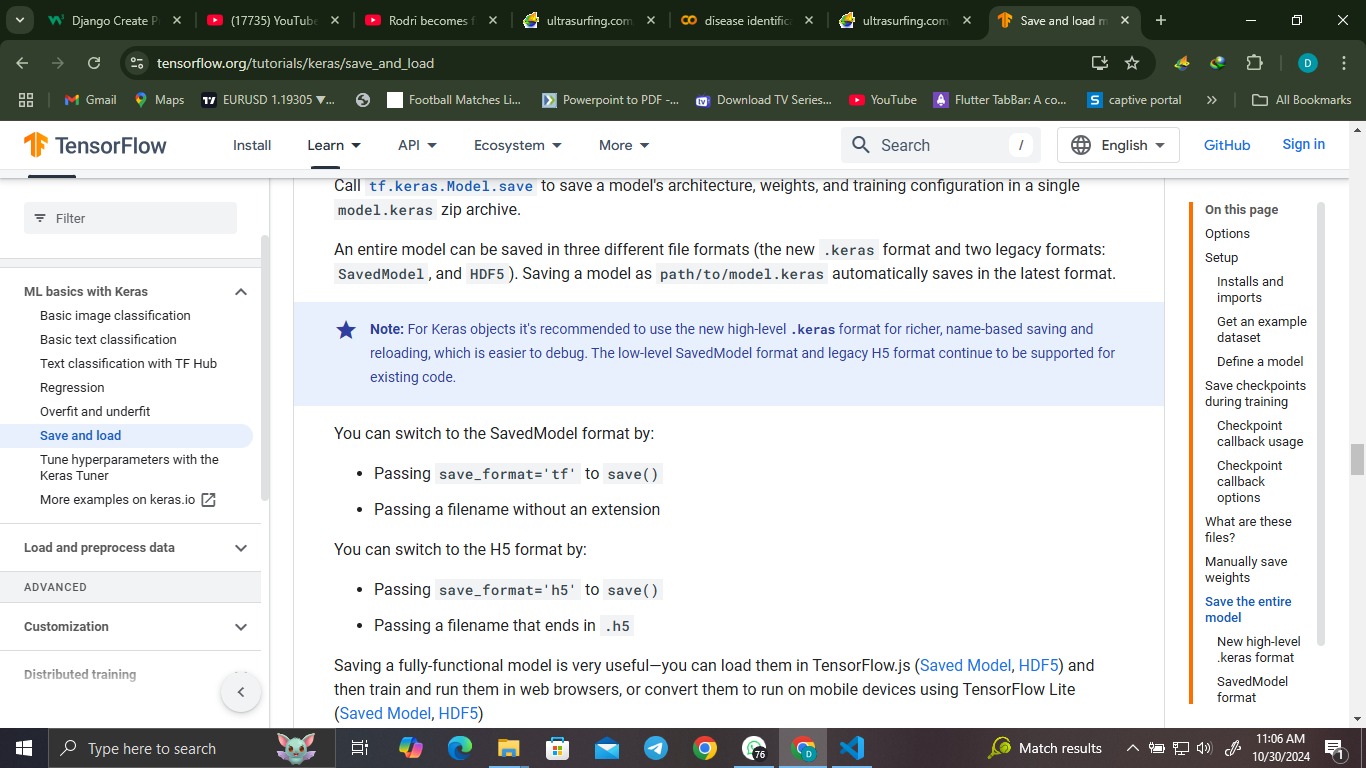 Django Create P
(17735) YouTube
Rodri becomes f
ultrasurfing.com
disease identific
ultrasurfing.com
Save and load m
tensorflow.org/tutorials/keras/save_and_load
D
Gmail
Maps
EURUSD 1.19305 ▼...
Football Matches Li...
Powerpoint to PDF -...
Download TV Series...
YouTube
Flutter TabBar: A co...
captive portal
»
All Bookmarks
TensorFlow
Install
Learn
API
Ecosystem
More
Search
/
English
GitHub
Sign in
Filter
ML basics with Keras
Basic image classification
Basic text classification
Text classification with TF Hub
Regression
Overfit and underfit
Save and load
Tune hyperparameters with the
Keras Tuner
More examples on keras.io
Load and preprocess data
ADVANCED
Customization
Distributed training
Call tf.keras.Model.save to save a model's architecture, weights, and training configuration in a single
model.keras zip archive.
An entire model can be saved in three different file formats (the new .keras format and two legacy formats:
SavedModel , and HDF5 ). Saving a model as path/to/model.keras automatically saves in the latest format.
Note: For Keras objects it's recommended to use the new high-level .keras format for richer, name-based saving and
reloading, which is easier to debug. The low-level SavedModel format and legacy H5 format continue to be supported for
existing code.
You can switch to the SavedModel format by:
• Passing save_format='tf' to save()
• Passing a filename without an extension
You can switch to the H5 format by:
• Passing save_format='h5' to save()
• Passing a filename that ends in .h5
Saving a fully-functional model is very useful—you can load them in TensorFlow.js (Saved Model, HDF5) and
then train and run them in web browsers, or convert them to run on mobile devices using TensorFlow Lite
(Saved Model, HDF5)
On this page
Options
Setup
Installs and
imports
Get an example
dataset
Define a model
Save checkpoints
during training
Checkpoint
callback usage
Checkpoint
callback
options
What are these
files?
Manually save
weights
Save the entire
model
New high-level
.keras format
SavedModel
format
Type here to search
76
D
Match results
11:06 AM
10/30/2024
1